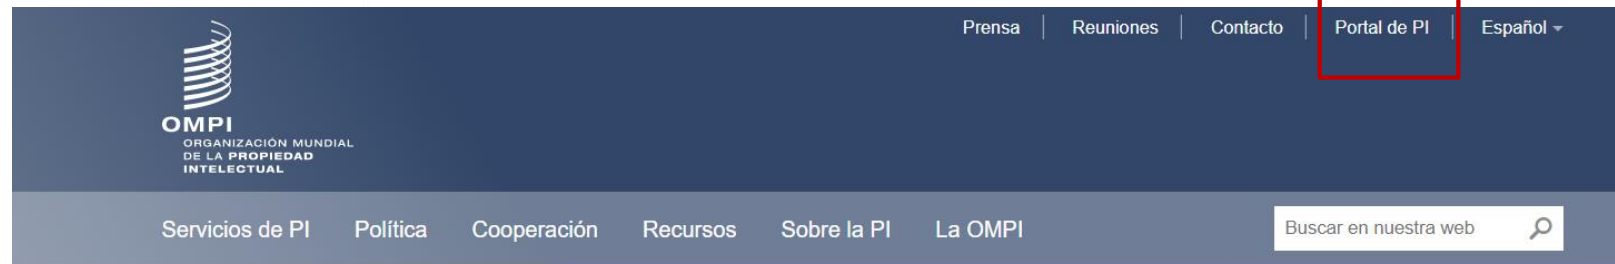 Prensa Reuniones Contacto Portal de PI Español
OMPI
ORGANIZACIÓN MUNDIAL
DE LA PROPIEDAD
INTELECTUAL
Servicios de PI Política Cooperación Recursos Sobre la PI La OMPI Buscar en nuestra web